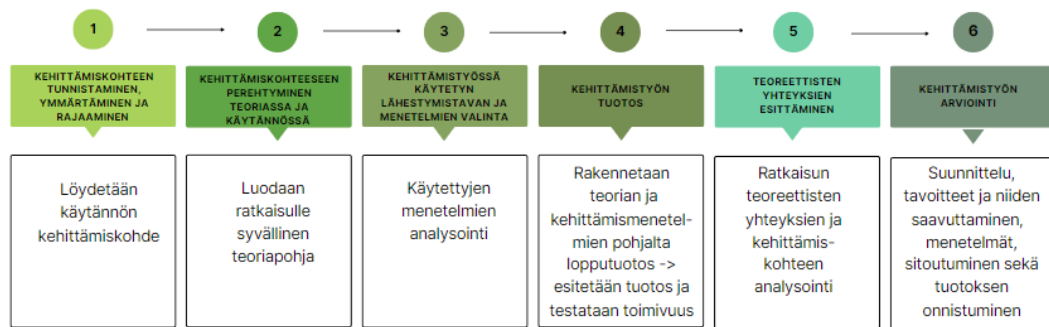 1
2
3
4
5
6
KEHITTÄMISKOHTEEN
TUNNISTAMINEN,
YMMÄRTÄMINEN JA
RAJAAMINEN
KEHITTÄMISKOHTEESEEN
PEREHTYMINEN
TEORIASSA JA
KÄYTÄNNÖSSÄ
KEHITTÄMISTYÖSSÄ
KÄYTETYN
LÄHESTYMISTAVAN JA
MENETELMIEN VALINTA
KEHITTÄMISTYÖN
TUOTOS
TEOREETTISTEN
YHTEYKSIEN
ESITTÄMINEN
KEHITTÄMISTYÖN
ARVIOINTI
Löydetään
käytännön
kehittämiskohde
Luodaan
ratkaisulle
syvällinen
teoriapohja
Käytettyjen
menetelmien
analysointi
Rakennetaan
teorian ja
kehittämismenetel-
mien pohjalta
lopputuotos ->
esitetään tuotos ja
testataan toimivuus
Ratkaisun
teoreettisten
yhteyksien ja
kehittämis-
kohteen
analysointi
Suunnittelu,
tavoitteet ja niiden
saavuttaminen,
menetelmät,
sitoutuminen sekä
tuotoksen
onnistuminen